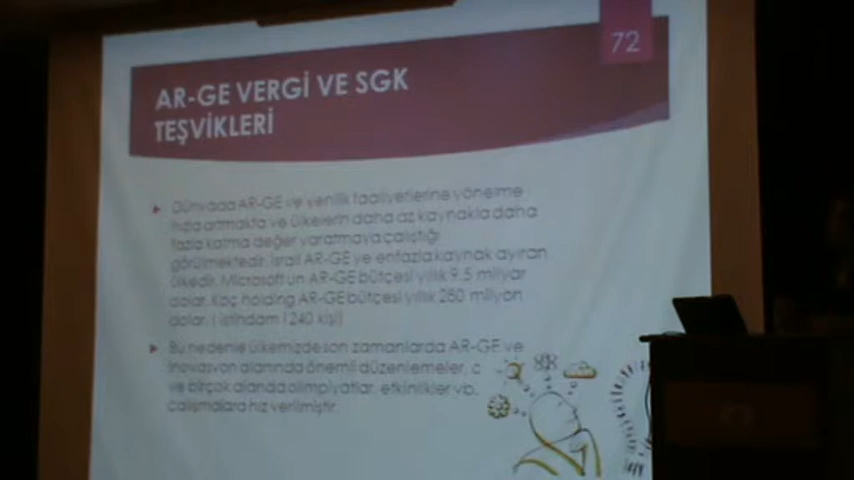 72
AR-GE VERGİ VE SGK
TEŞVİKLERİ
Dünyada AR-GE ve yenilik faaliyetlerine yönelme
hızla artmakta ve ülkelerin daha az kaynakla daha
fazla katma değer yaratmaya çalıştığı
görülmektedir. İsrail AR-GE ye enfazla kaynak ayıran
ülkedir. Microsoft un AR-GE bütçesi yıllık 9.5 milyar
dolar. Koç holding AR-GE bütçesi yıllık 260 milyon
dolar. ( istihdam 1240 kişi)
Bu nedenle ülkemizde son zamanlarda AR-GE ve
inovasyon alanında önemli düzenlemeler,
ve birçok alanda olimpiyatlar, etkinlikler vb.
çalışmalara hız verilmiştir.